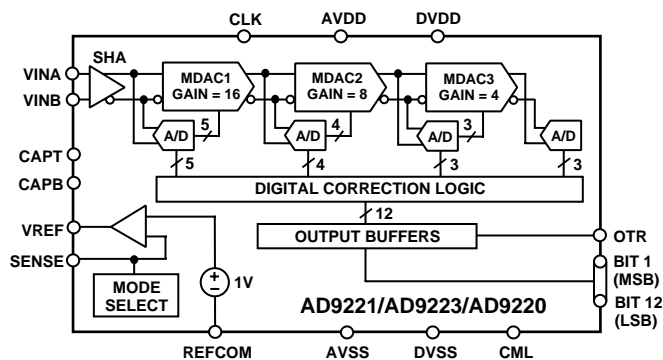 CLK AVDD DVDD
SHA
VINA
VINB
MDAC1
GAIN = 16
MDAC2
GAIN = 8
MDAC3
GAIN = 4
A/D
5
A/D
4
A/D
3
A/D
5
4
3
3
CAPT
CAPB
DIGITAL CORRECTION LOGIC
12
VREF
OUTPUT BUFFERS
OTR
SENSE
MODE
SELECT
1V
BIT 1
(MSB)
BIT 12
(LSB)
AD9221/AD9223/AD9220
REFCOM AVSS DVSS CML